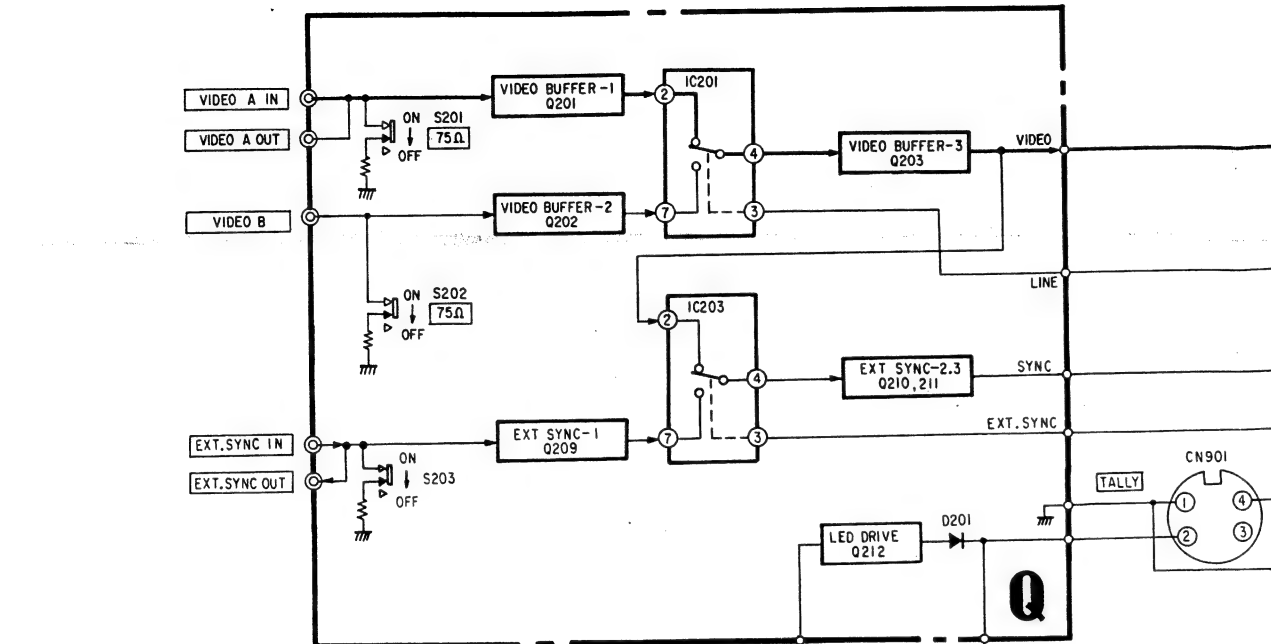 VIDEO A IN
VIDEO A OUT
VIDEO B
EXT.SYNC IN
EXT.SYNC OUT
ON
OFF
S201
75Ω
VIDEO BUFFER-1
Q201
VIDEO BUFFER-2
Q202
IC201
2
7
4
3
VIDEO BUFFER-3
Q203
VIDEO
LINE
ON
OFF
S202
75Ω
IC203
2
7
4
3
EXT SYNC-2.3
Q210,211
SYNC
EXT.SYNC
EXT SYNC-1
Q209
ON
OFF
S203
LED DRIVE
Q212
D201
Q
TALLY
CN901
1
2
4
3